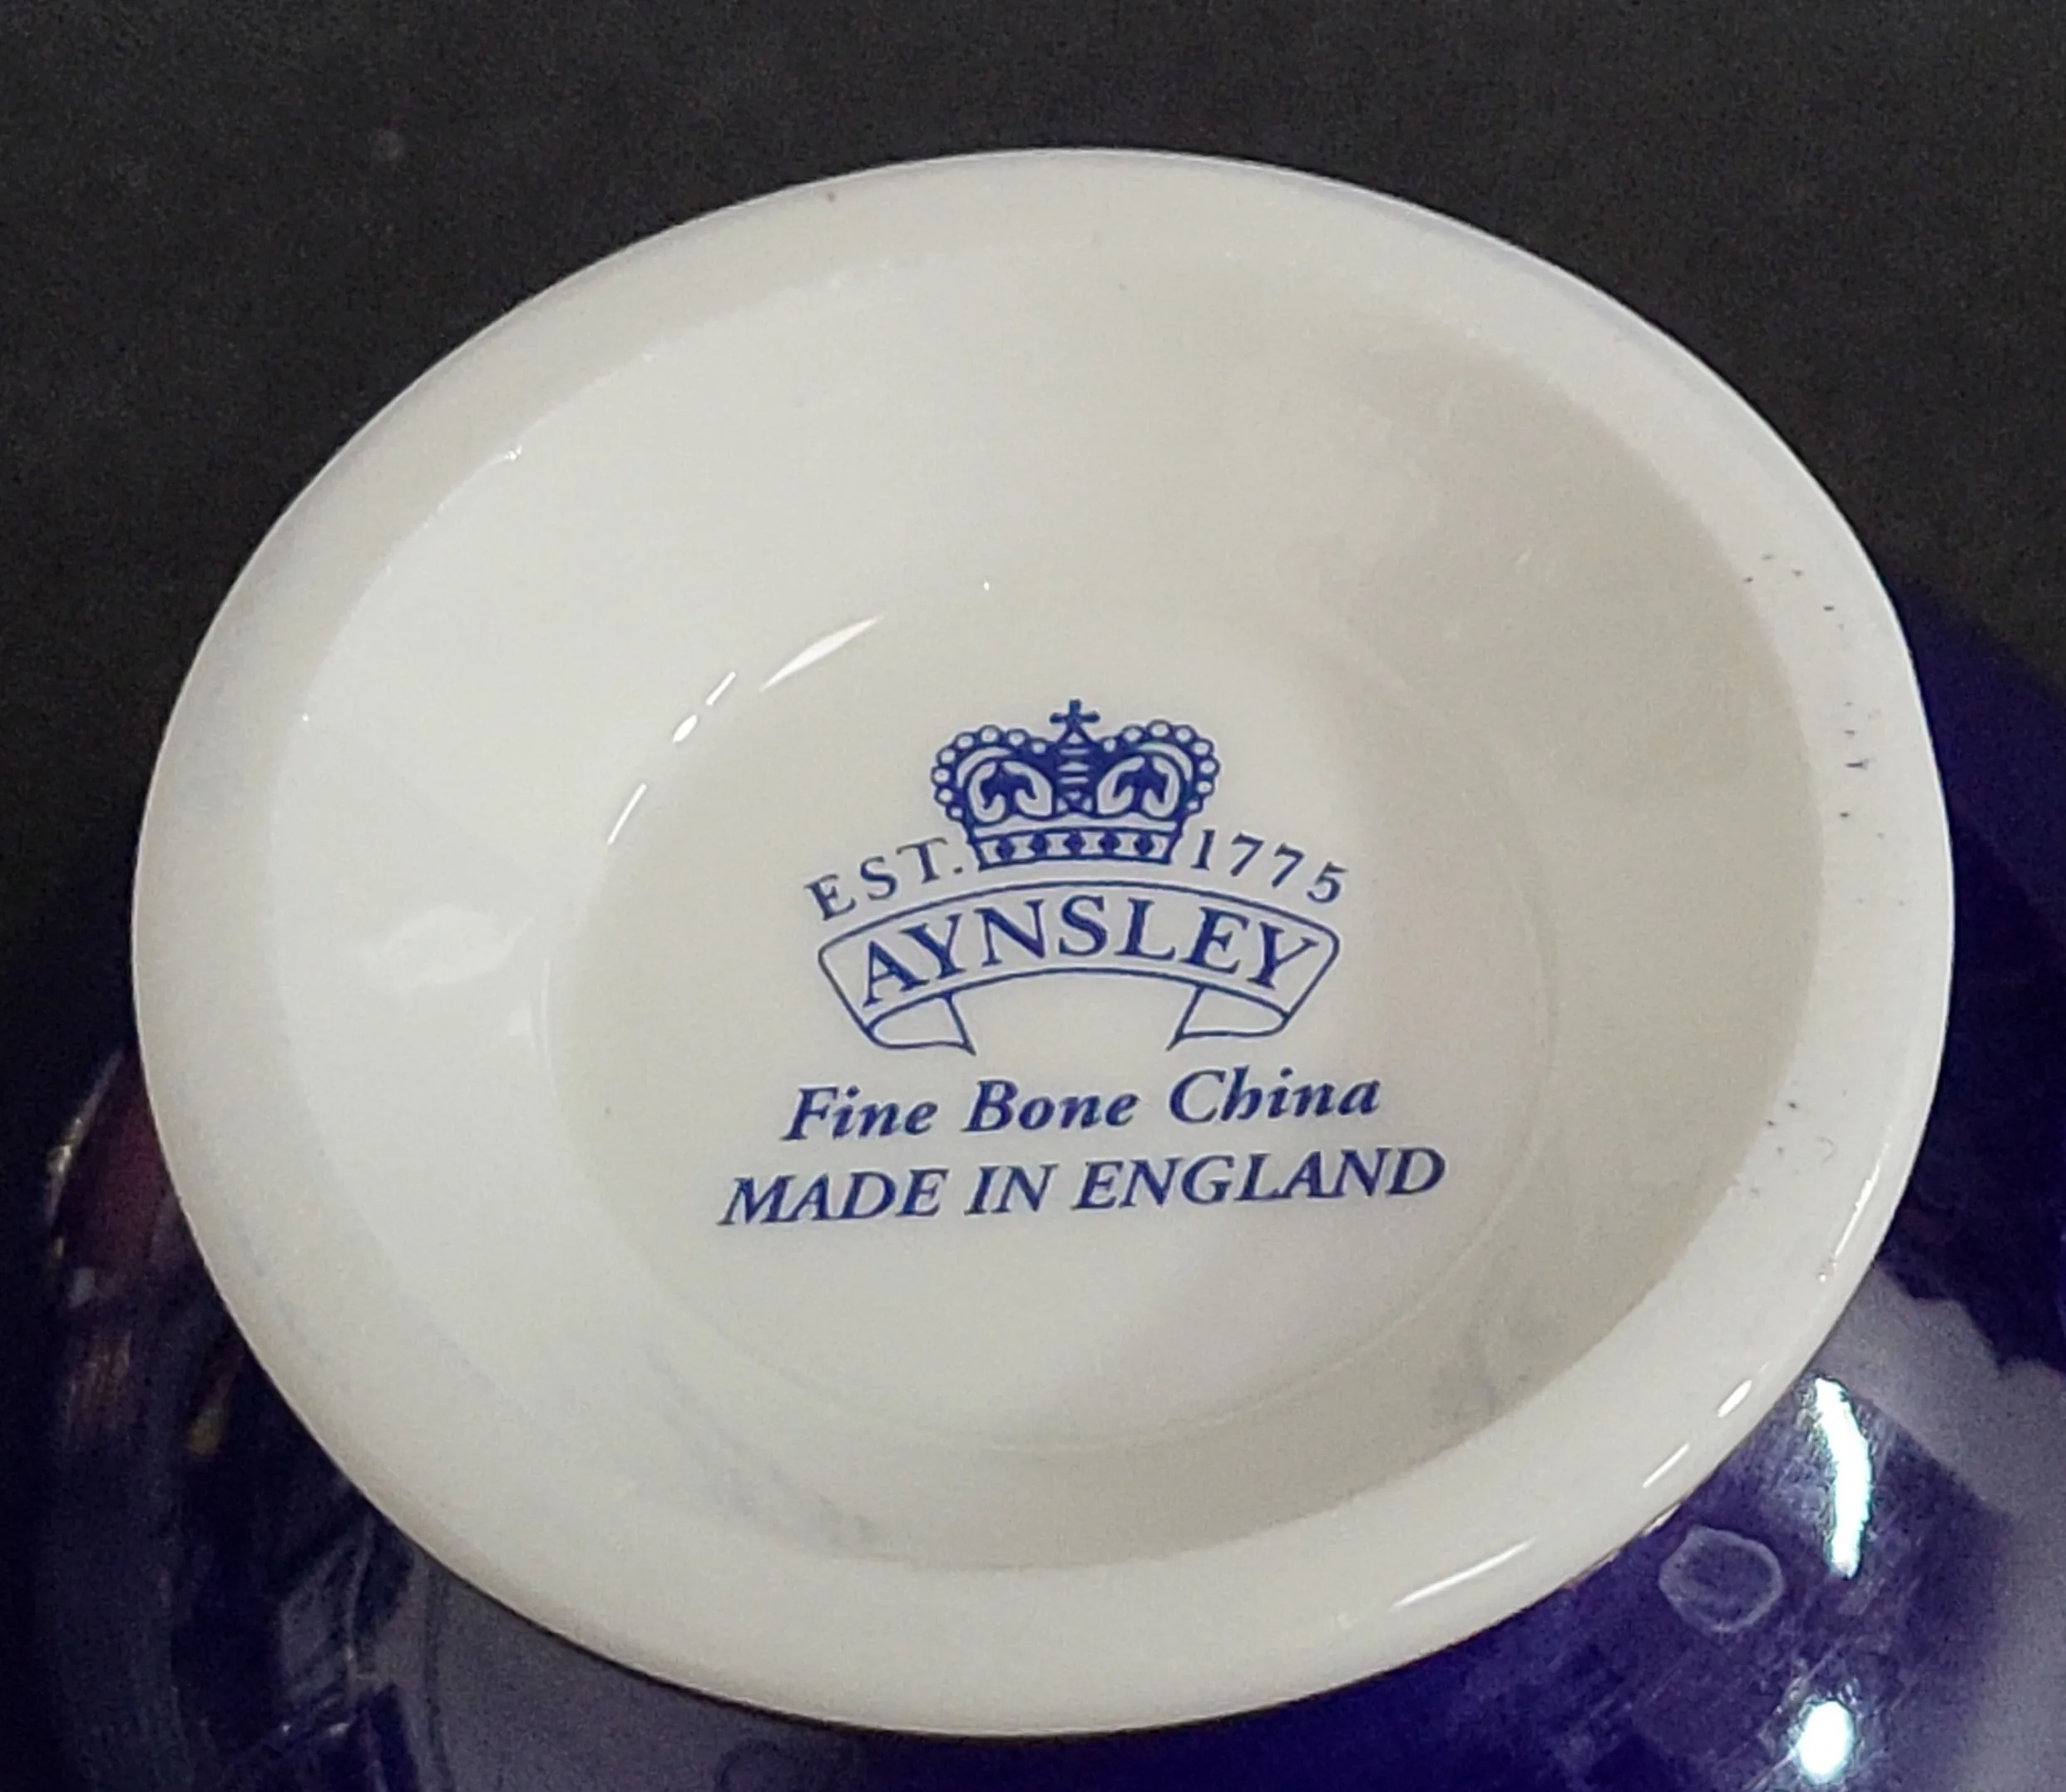 EST. 1775
AYNSLEY
Fine Bone China
MADE IN ENGLAND